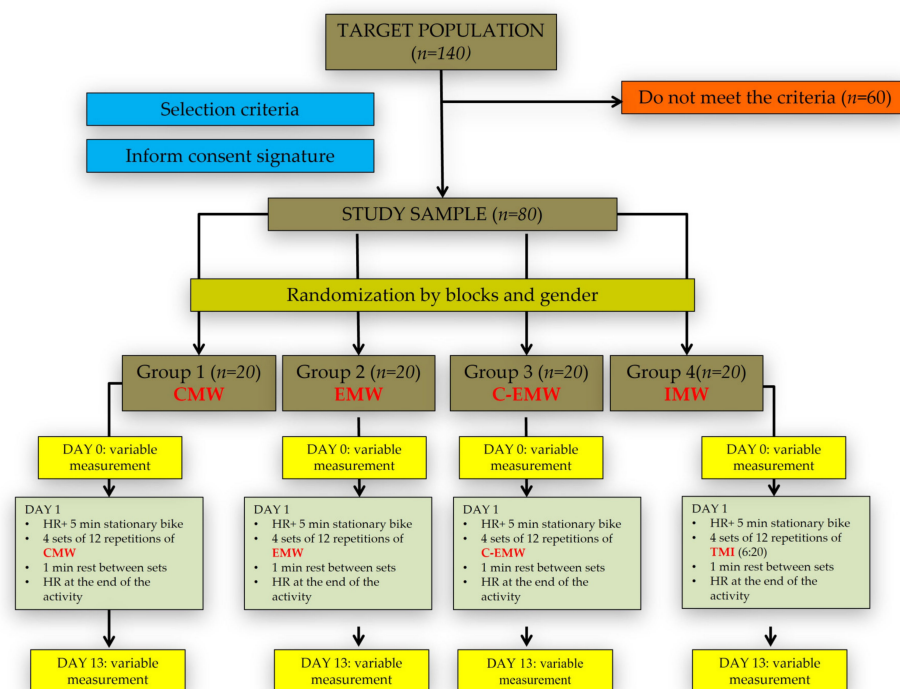 TARGET POPULATION
(n=140)
Selection criteria
Do not meet the criteria (n=60)
Inform consent signature
STUDY SAMPLE (n=80)
Randomization by blocks and gender
Group 1 (n=20)
CMW
Group 2 (n=20)
EMW
Group 3 (n=20)
C-EMW
Group 4(n=20)
IMW
DAY 0: variable
measurement
DAY 0: variable
measurement
DAY 0: variable
measurement
DAY 0: variable
measurement
DAY 1
• HR+ 5 min stationary bike
• 4 sets of 12 repetitions of
CMW
• 1 min rest between sets
• HR at the end of the
activity
DAY 1
• HR+ 5 min stationary bike
• 4 sets of 12 repetitions of
EMW
• 1 min rest between sets
• HR at the end of the
activity
DAY 1
• HR+ 5 min stationary bike
• 4 sets of 12 repetitions of
C-EMW
• 1 min rest between sets
• HR at the end of the
activity
DAY 1
• HR+ 5 min stationary bike
• 4 sets of 12 repetitions of
TMI (6:20)
• 1 min rest between sets
• HR at the end of the
activity
DAY 13: variable
measurement
DAY 13: variable
measurement
DAY 13: variable
measurement
DAY 13: variable
measurement